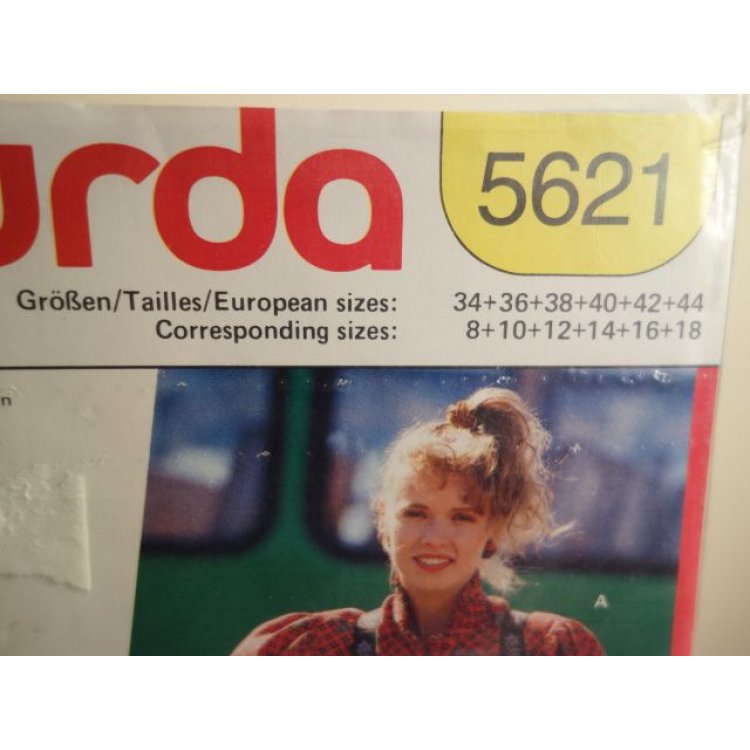 urda
5621
Größen/Tailles/European sizes: 34+36+38+40+42+44
Corresponding sizes: 8+10+12+14+16+18
n
A